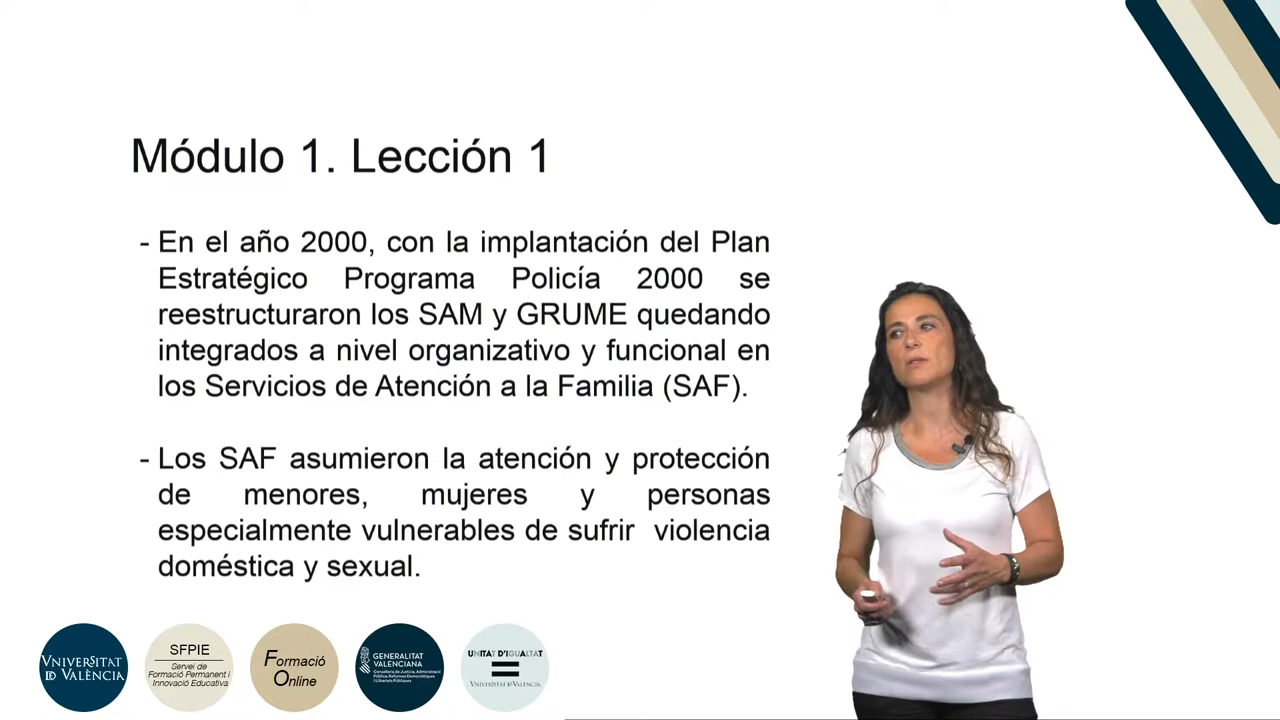 Módulo 1. Lección 1
- En el año 2000, con la implantación del Plan
Estratégico Programa Policía 2000 se
reestructuraron los SAM y GRUME quedando
integrados a nivel organizativo y funcional en
los Servicios de Atención a la Familia (SAF).
- Los SAF asumieron la atención y protección
de menores, mujeres y personas
especialmente vulnerables de sufrir violencia
doméstica y sexual.
VNIVERSITAT
ID VALÈNCIA
SFPIE
Servei de
Formació Permanent i
Innovació Educativa
Formació
Online
GENERALITAT
VALENCIANA
Conselleria de Justícia, Administració
Pública, Reformes Democràtiques
i Llibertats Públiques
UNITAT D'IGUALTAT
VNIVERSITAT ID VALÈNCIA